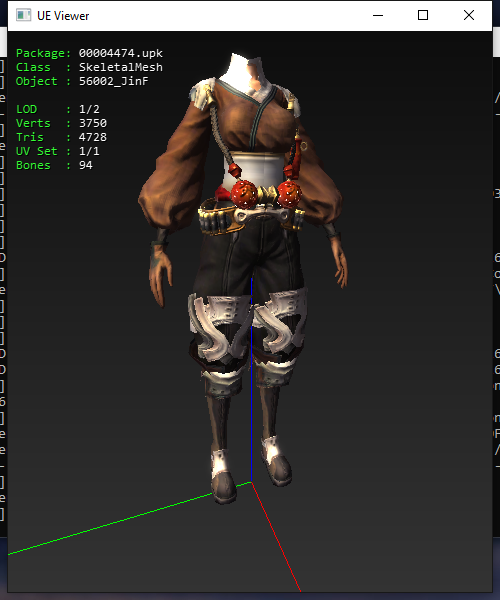 UE Viewer
Package: 00004474.upk
Class : SkeletalMesh
Object : 56002_JinF
LOD : 1/2
Verts : 3750
Tris : 4728
UV Set : 1/1
Bones : 94